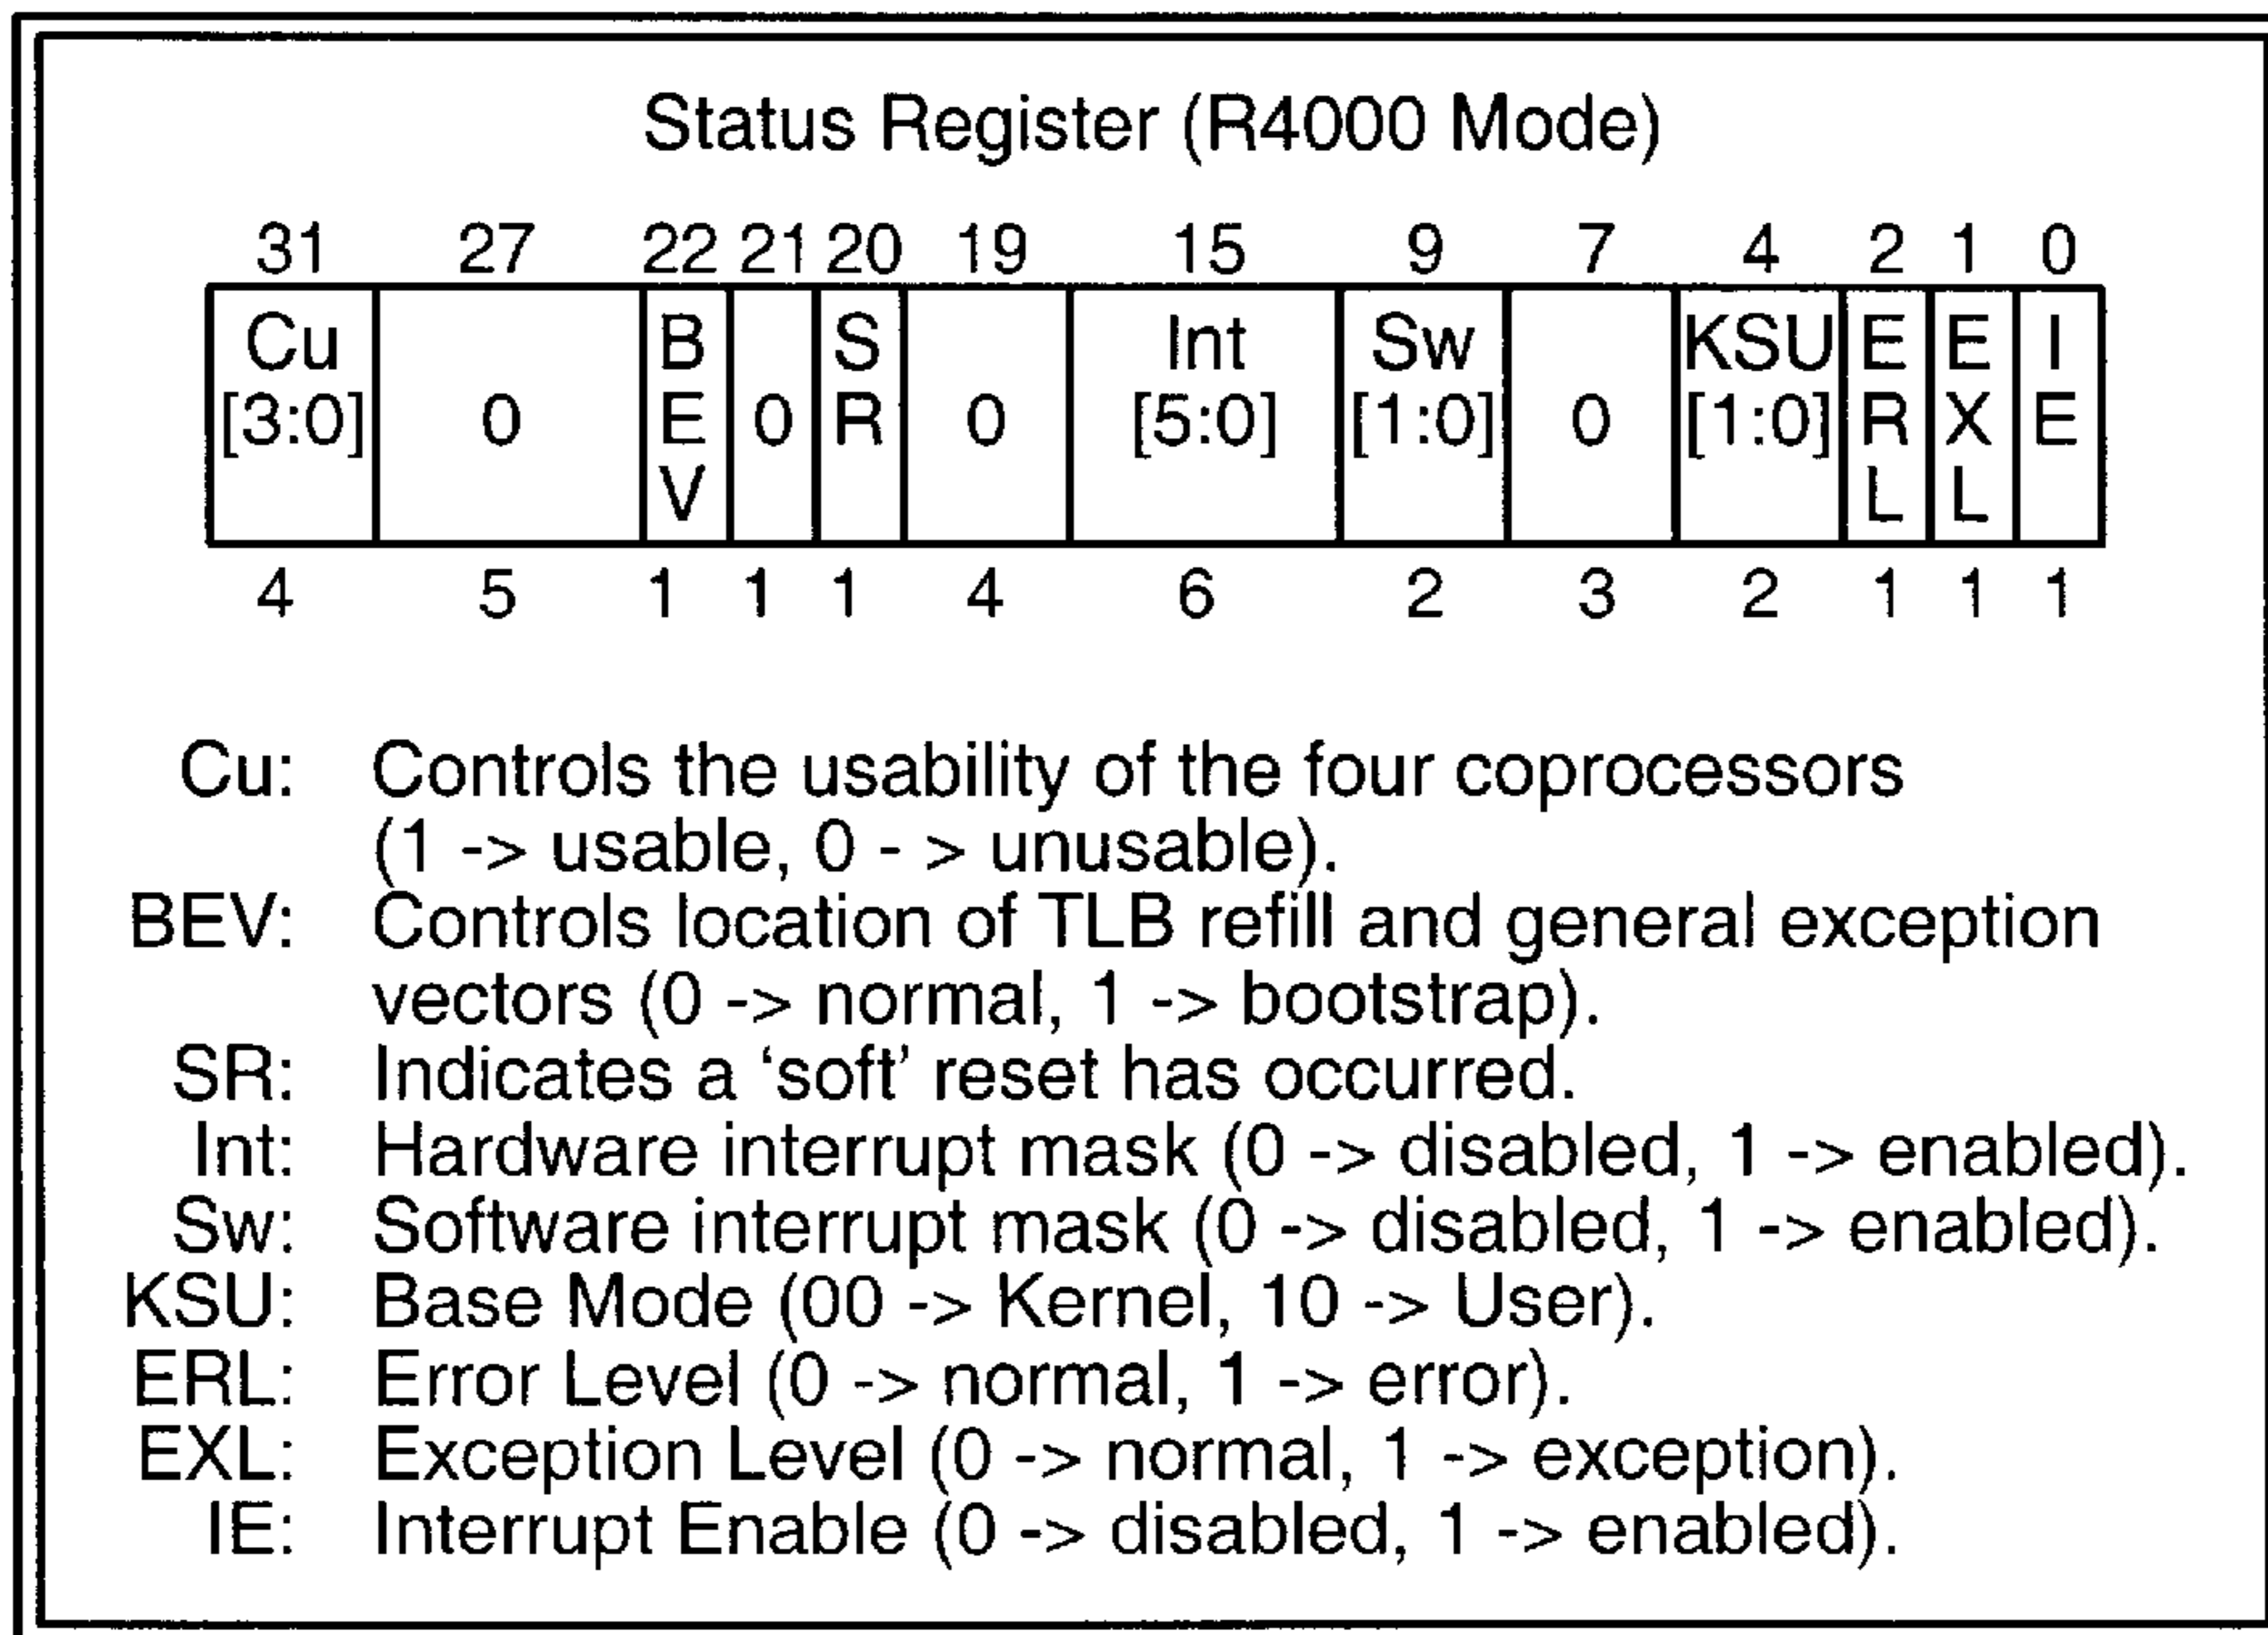 Status Register (R4000 Mode)
31 27 22 21 20 19 15 9 7 4 2 1 0
Cu [3:0] 0 BEV 0 SR 0 Int [5:0] Sw [1:0] 0 KSU [1:0] ERL EXL IE
4 5 1 1 1 4 6 2 3 2 1 1 1
Cu: Controls the usability of the four coprocessors
(1 -> usable, 0 - > unusable).
BEV: Controls location of TLB refill and general exception
vectors (0 -> normal, 1 -> bootstrap).
SR: Indicates a ‘soft’ reset has occurred.
Int: Hardware interrupt mask (0 -> disabled, 1 -> enabled).
Sw: Software interrupt mask (0 -> disabled, 1 -> enabled).
KSU: Base Mode (00 -> Kernel, 10 -> User).
ERL: Error Level (0 -> normal, 1 -> error).
EXL: Exception Level (0 -> normal, 1 -> exception).
IE: Interrupt Enable (0 -> disabled, 1 -> enabled).